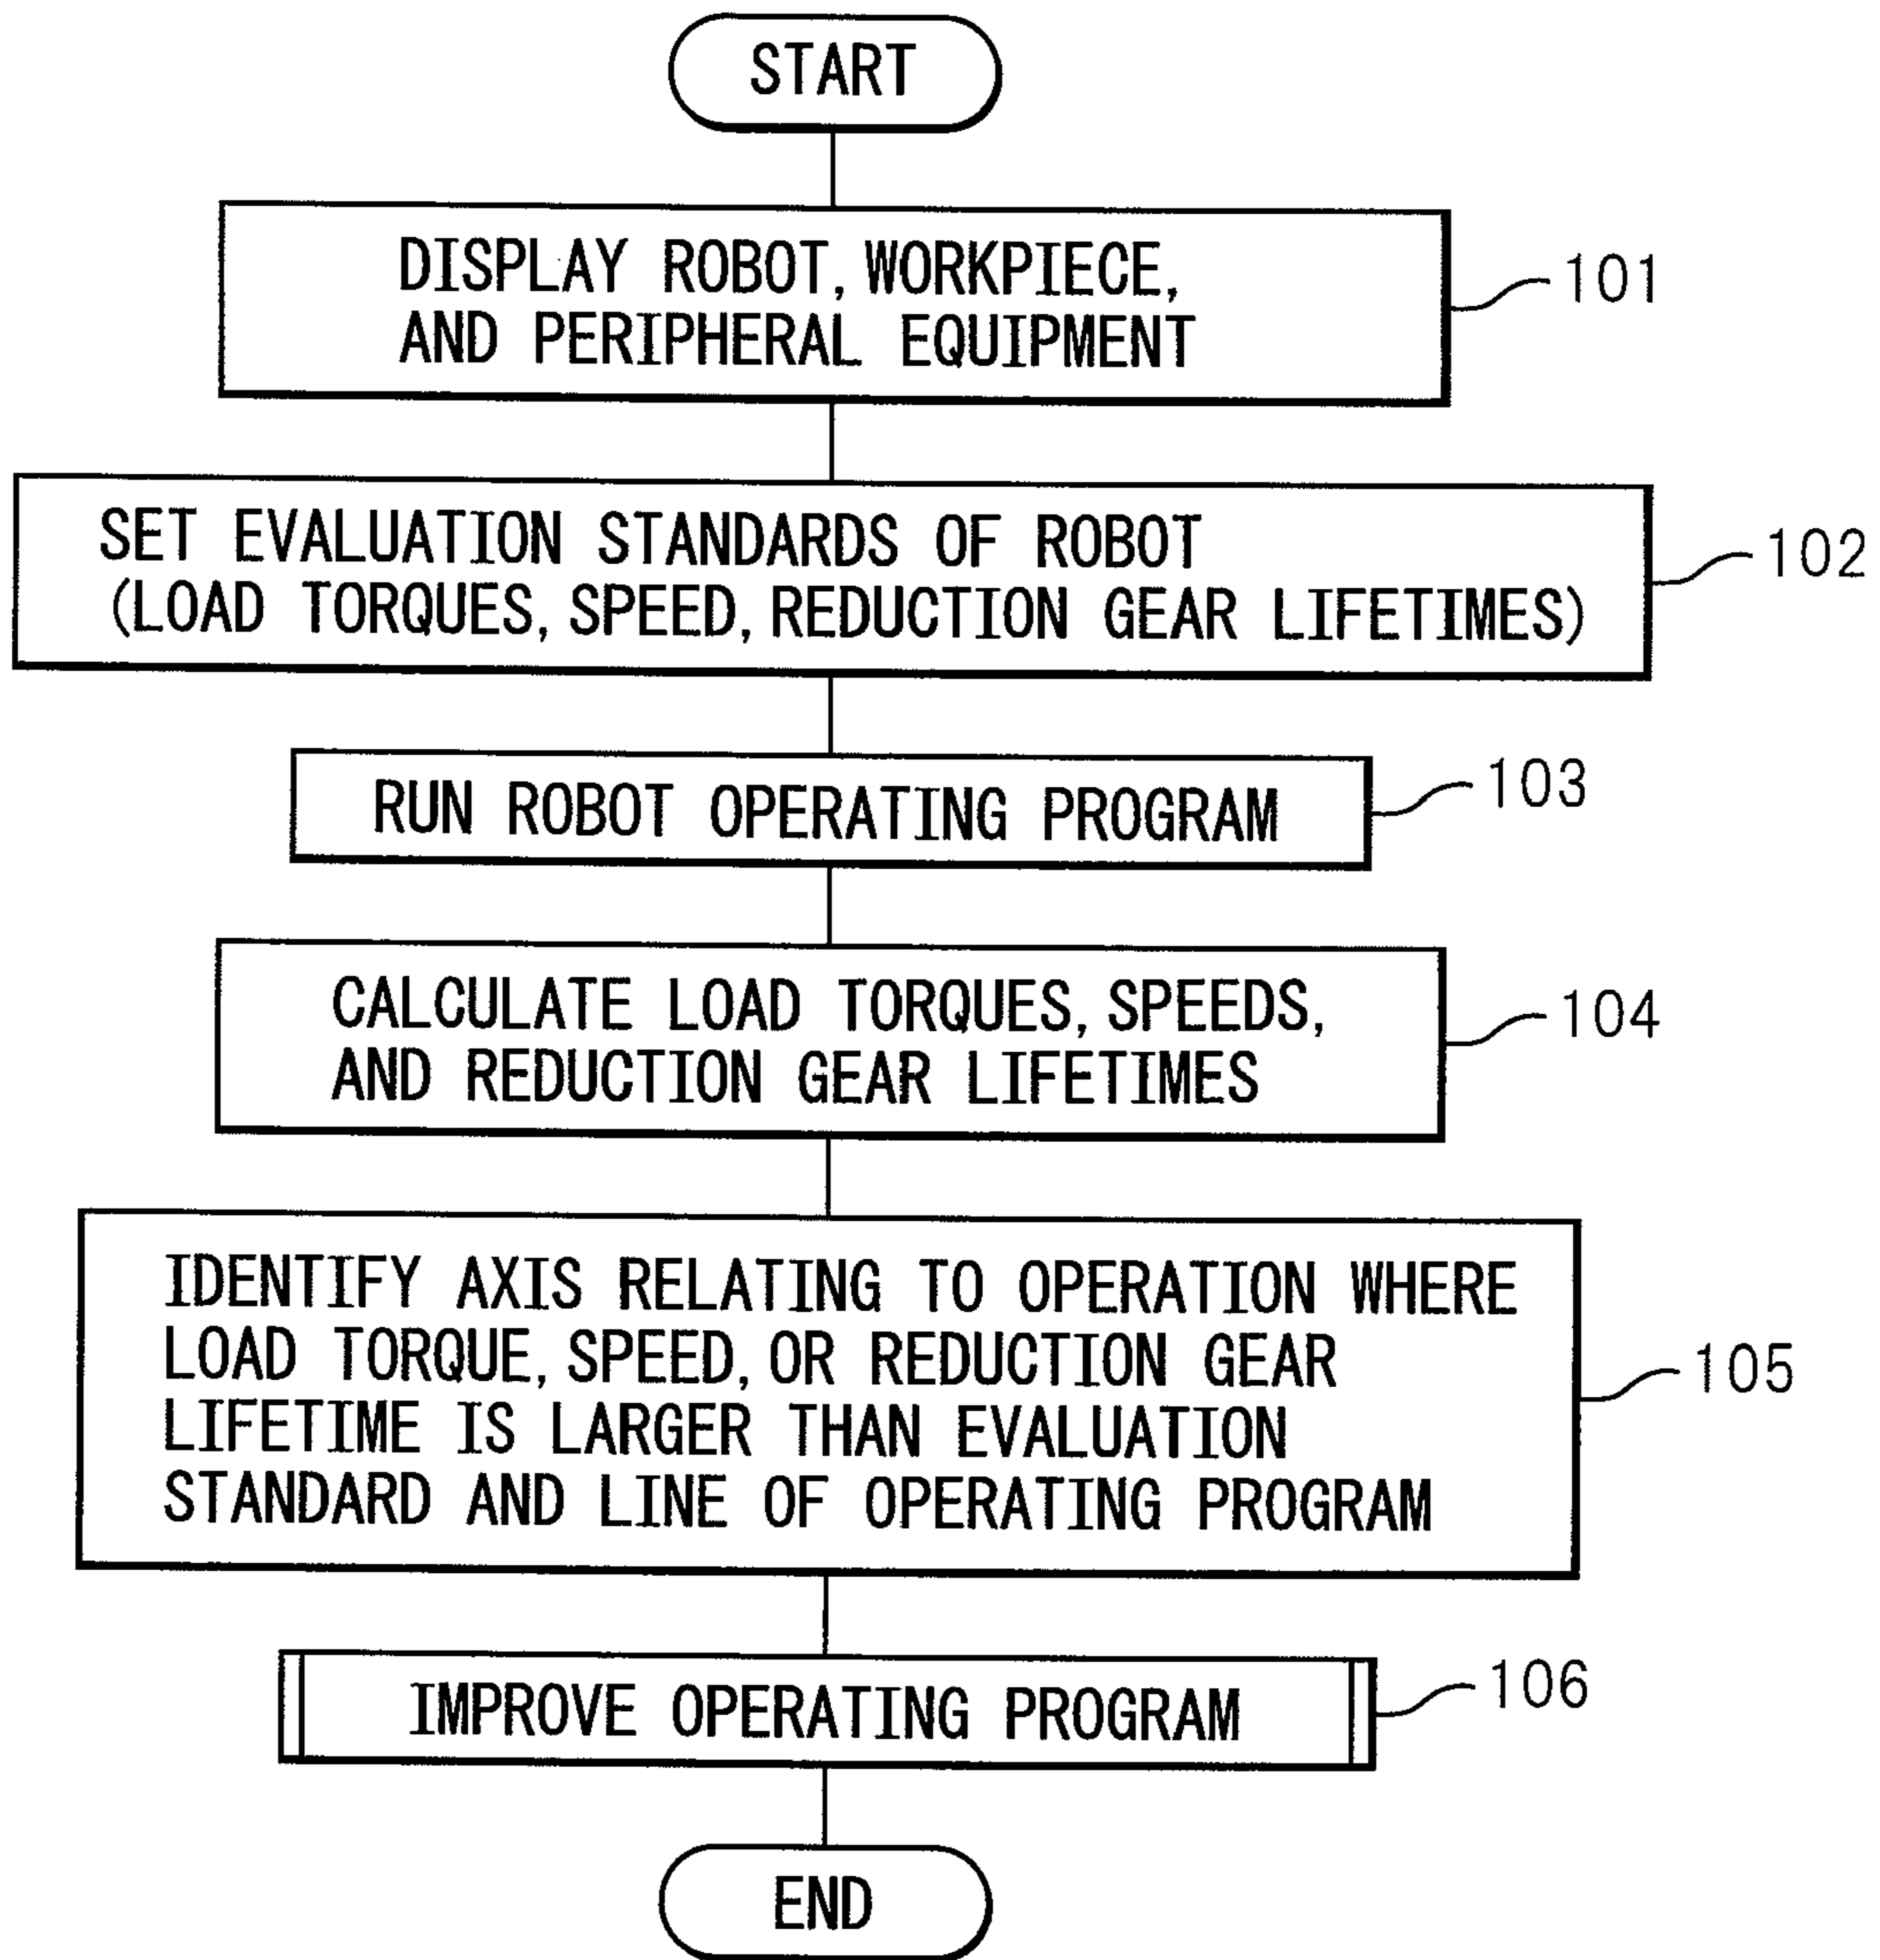 START
DISPLAY ROBOT, WORKPIECE,
AND PERIPHERAL EQUIPMENT
101
SET EVALUATION STANDARDS OF ROBOT
(LOAD TORQUES, SPEED, REDUCTION GEAR LIFETIMES)
102
RUN ROBOT OPERATING PROGRAM
103
CALCULATE LOAD TORQUES, SPEEDS,
AND REDUCTION GEAR LIFETIMES
104
IDENTIFY AXIS RELATING TO OPERATION WHERE
LOAD TORQUE, SPEED, OR REDUCTION GEAR
LIFETIME IS LARGER THAN EVALUATION
STANDARD AND LINE OF OPERATING PROGRAM
105
IMPROVE OPERATING PROGRAM
106
END